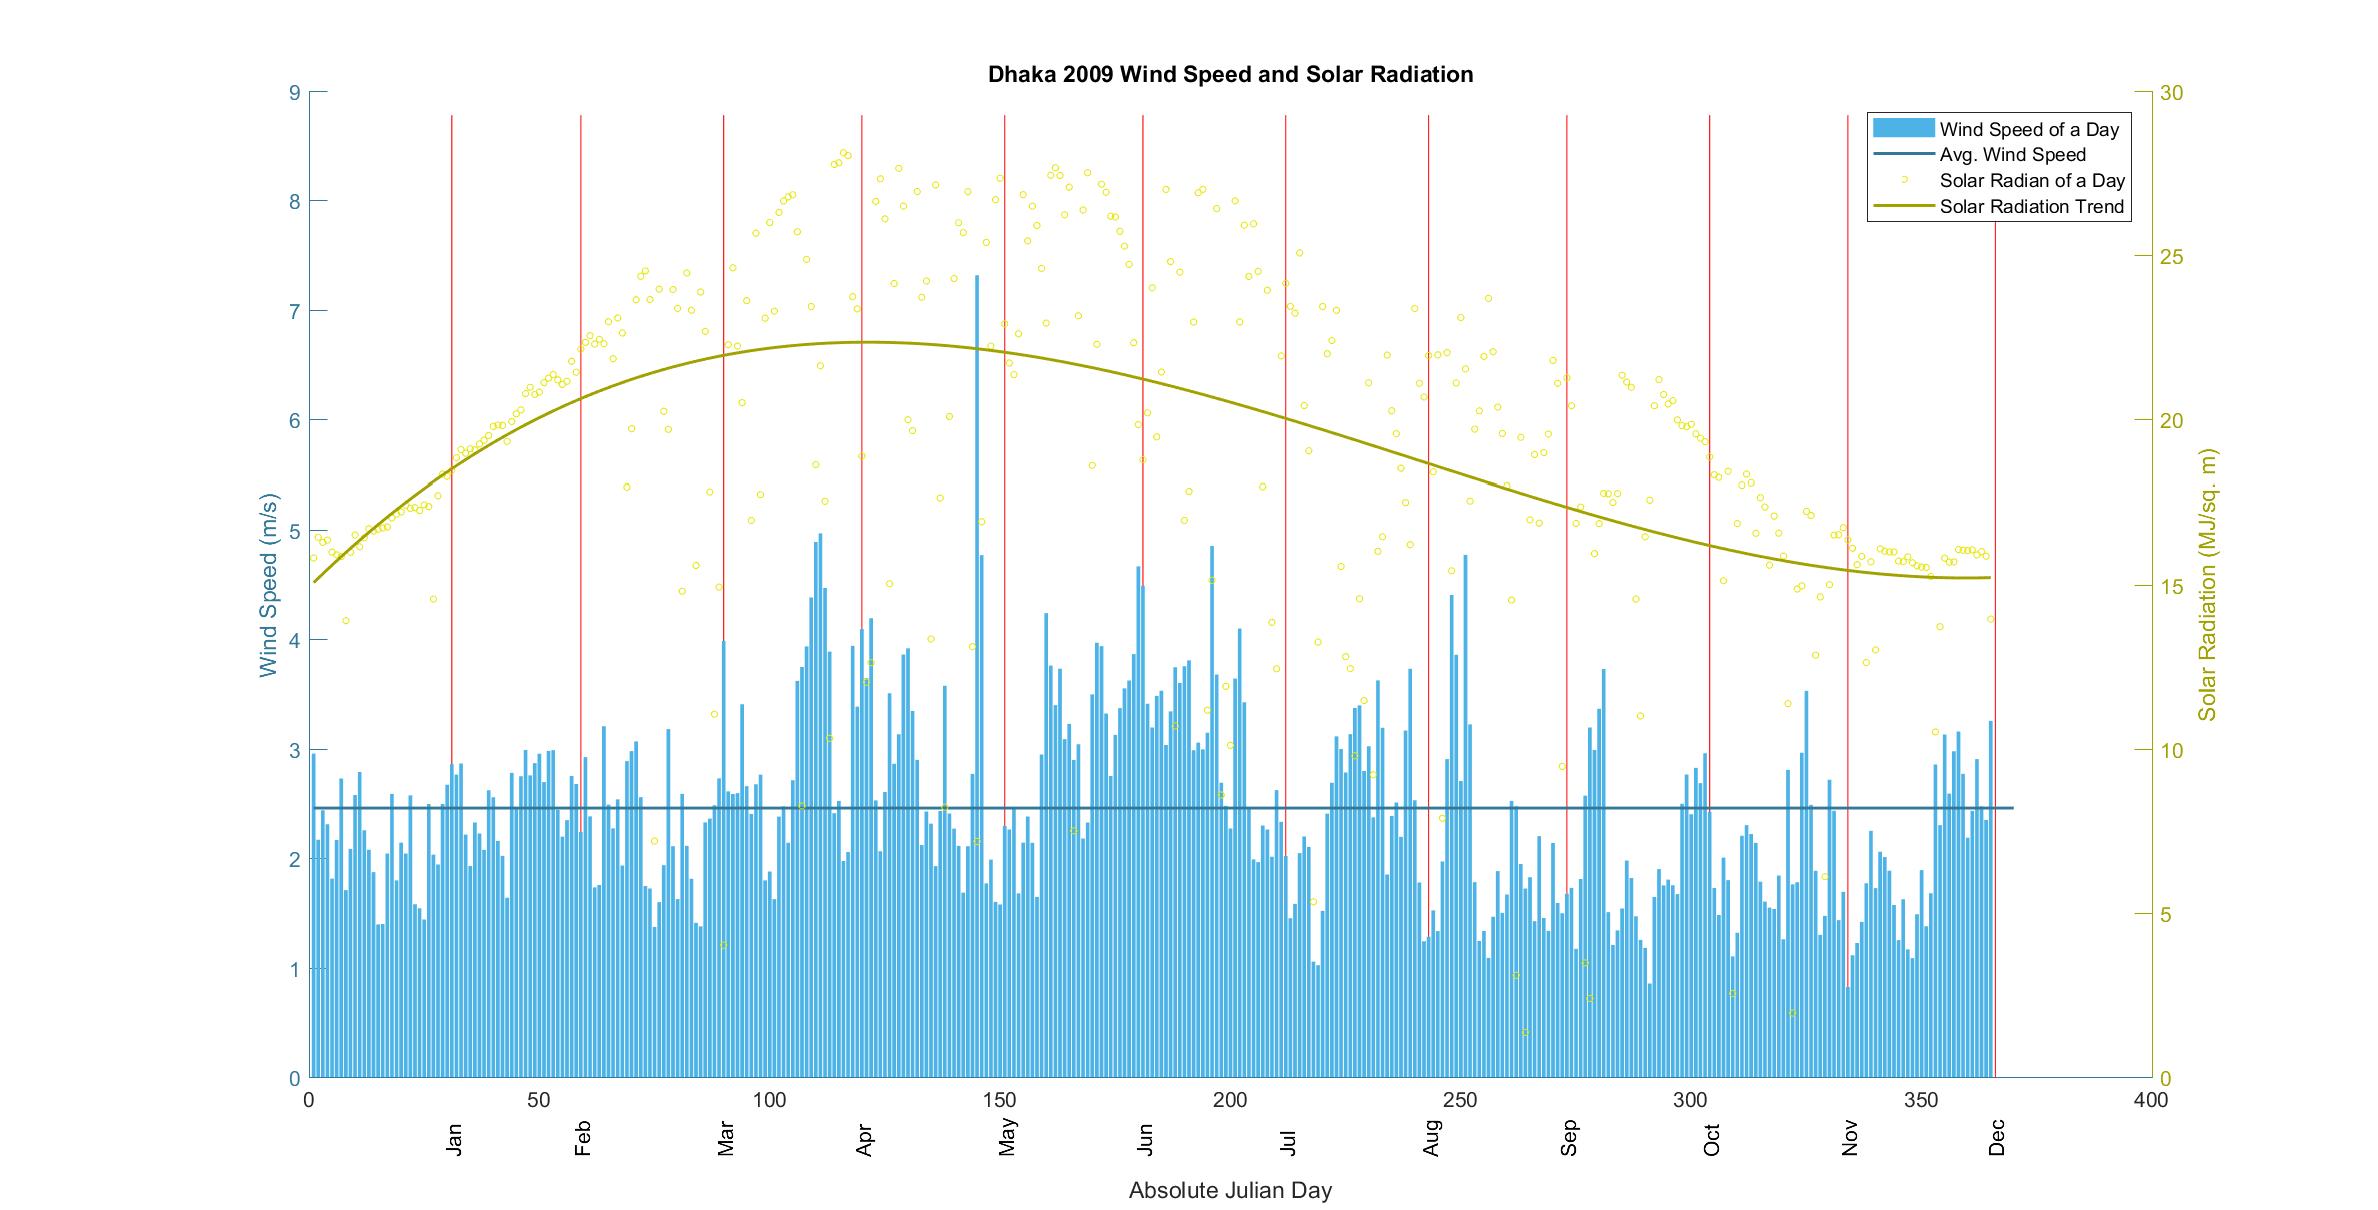 Dhaka 2009 Wind Speed and Solar Radiation
Wind Speed of a Day
Avg. Wind Speed
Solar Radian of a Day
Solar Radiation Trend
Wind Speed (m/s)
9
8
7
6
5
4
3
2
1
0
Solar Radiation (MJ/sq. m)
30
25
20
15
10
5
0
0 50 100 150 200 250 300 350 400
Jan Feb Mar Apr May Jun Jul Aug Sep Oct Nov Dec
Absolute Julian Day